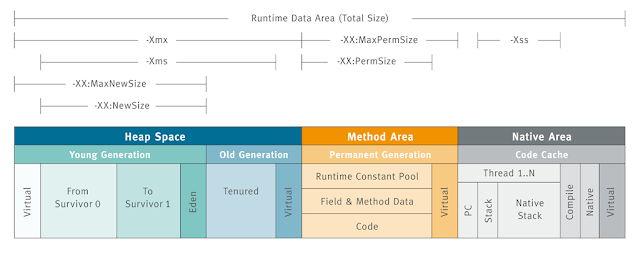 Runtime Data Area (Total Size)
-Xmx
-XX:MaxPermSize
-Xss
-Xms
-XX:PermSize
-XX:MaxNewSize
-XX:NewSize
Heap Space
Method Area
Native Area
Young Generation
Old Generation
Permanent Generation
Code Cache
Virtual
From
Survivor 0
To
Survivor 1
Eden
Tenured
Virtual
Runtime Constant Pool
Field & Method Data
Code
Virtual
Thread 1..N
PC
Stack
Native
Stack
Compile
Native
Virtual